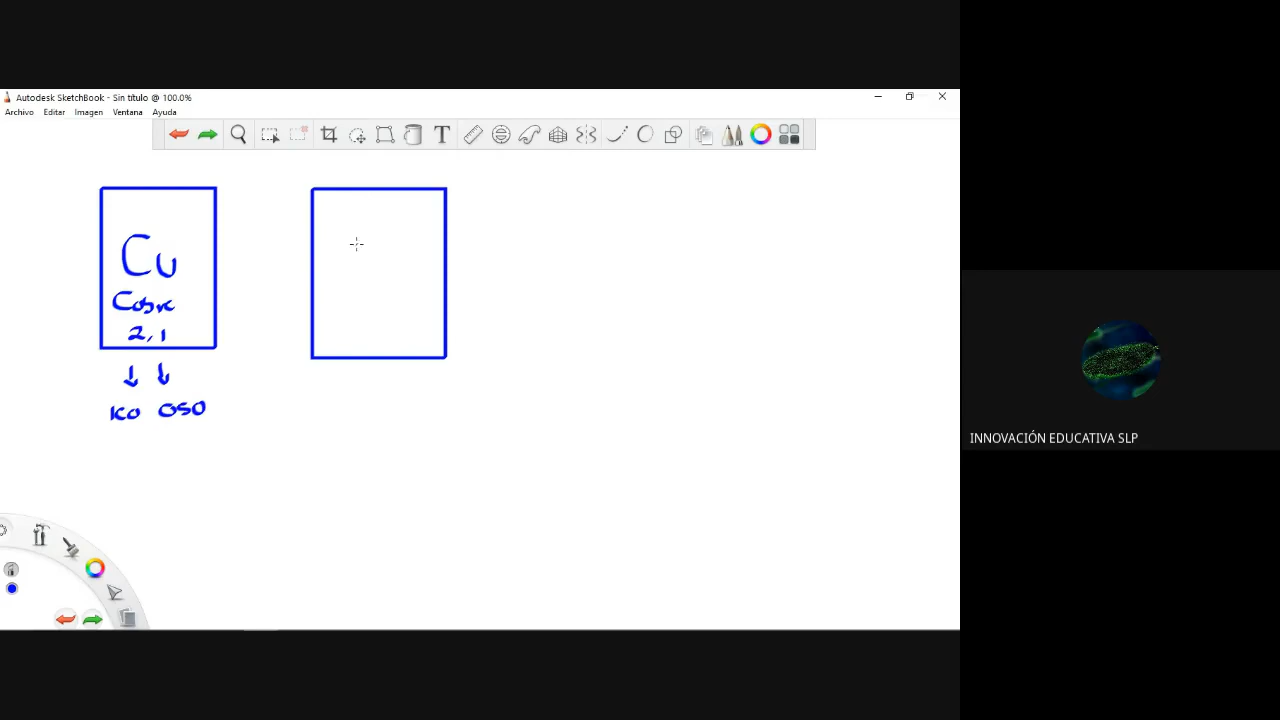 Autodesk SketchBook - Sin título @ 100.0%
Archivo Editar Imagen Ventana Ayuda
T
Cu
Cobre
2, 1
ICO OSO
INNOVACIÓN EDUCATIVA SLP